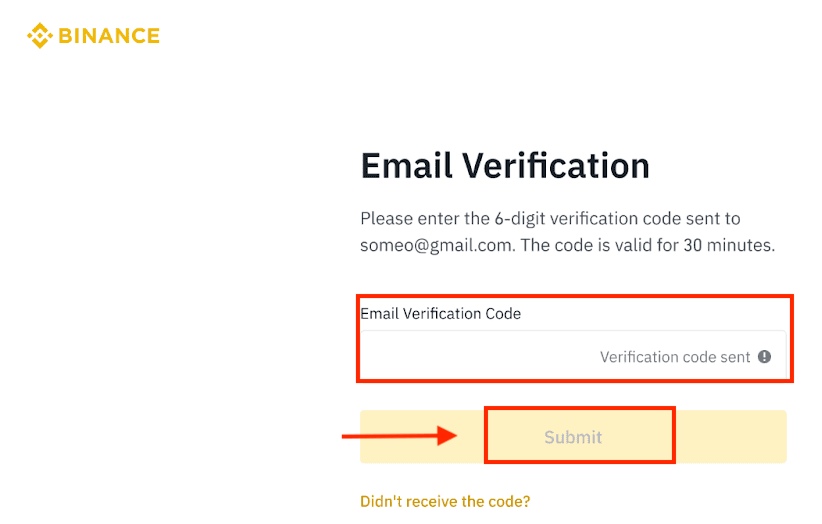 BINANCE
Email Verification
Please enter the 6-digit verification code sent to
someo@gmail.com. The code is valid for 30 minutes.
Email Verification Code
Verification code sent
Submit
Didn't receive the code?